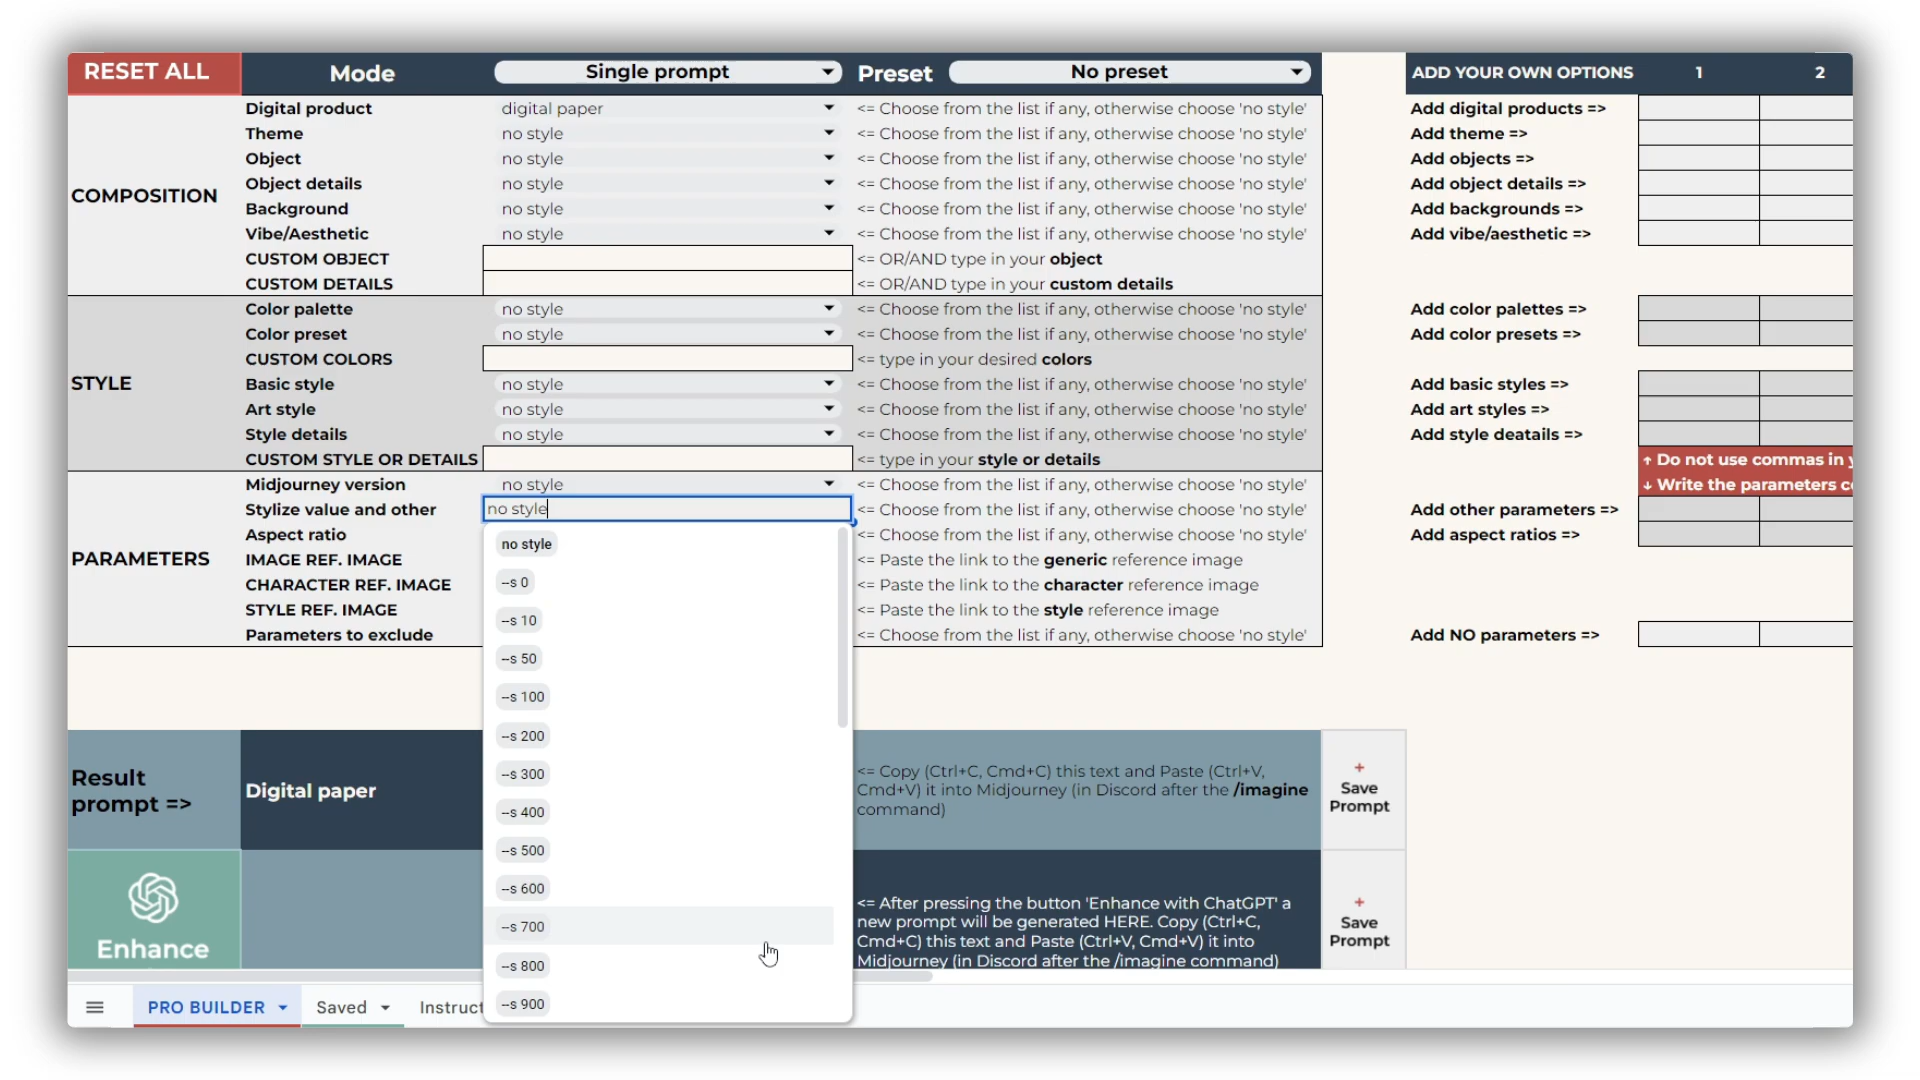 RESET ALL Mode Single prompt Preset No preset ADD YOUR OWN OPTIONS 1 2
Digital product digital paper <= Choose from the list if any, otherwise choose 'no style' Add digital products =>
Theme no style <= Choose from the list if any, otherwise choose 'no style' Add theme =>
Object no style <= Choose from the list if any, otherwise choose 'no style' Add objects =>
Object details no style <= Choose from the list if any, otherwise choose 'no style' Add object details =>
COMPOSITION
Background no style <= Choose from the list if any, otherwise choose 'no style' Add backgrounds =>
Vibe/Aesthetic no style <= Choose from the list if any, otherwise choose 'no style' Add vibe/aesthetic =>
CUSTOM OBJECT <= OR/AND type in your object
CUSTOM DETAILS <= OR/AND type in your custom details
Color palette no style <= Choose from the list if any, otherwise choose 'no style' Add color palettes =>
Color preset no style <= Choose from the list if any, otherwise choose 'no style' Add color presets =>
CUSTOM COLORS <= type in your desired colors
STYLE Basic style no style <= Choose from the list if any, otherwise choose 'no style' Add basic styles =>
Art style no style <= Choose from the list if any, otherwise choose 'no style' Add art styles =>
Style details no style <= Choose from the list if any, otherwise choose 'no style' Add style deatails =>
CUSTOM STYLE OR DETAILS <= type in your style or details ↑ Do not use commas in
Midjourney version no style <= Choose from the list if any, otherwise choose 'no style' ↓ Write the parameters
Stylize value and other no style <= Choose from the list if any, otherwise choose 'no style' Add other parameters =>
Aspect ratio <= Choose from the list if any, otherwise choose 'no style' Add aspect ratios =>
PARAMETERS IMAGE REF. IMAGE <= Paste the link to the generic reference image
CHARACTER REF. IMAGE <= Paste the link to the character reference image
STYLE REF. IMAGE <= Paste the link to the style reference image
Parameters to exclude <= Choose from the list if any, otherwise choose 'no style' Add NO parameters =>
no style
--s 0
--s 10
--s 50
--s 100
--s 200
--s 300
--s 400
--s 500
--s 600
--s 700
--s 800
--s 900
Result
prompt =>
Digital paper
<= Copy (Ctrl+C, Cmd+C) this text and Paste (Ctrl+V,
Cmd+V) it into Midjourney (in Discord after the /imagine
command)
+
Save
Prompt
Enhance
<= After pressing the button 'Enhance with ChatGPT' a
new prompt will be generated HERE. Copy (Ctrl+C,
Cmd+C) this text and Paste (Ctrl+V, Cmd+V) it into
Midjourney (in Discord after the /imagine command)
+
Save
Prompt
PRO BUILDER Saved Instruct